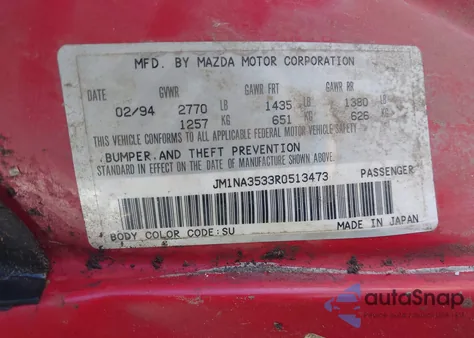 MFD. BY MAZDA MOTOR CORPORATION
DATE GVWR GAWR FRT GAWR RR
02/94 2770 LB 1435 LB 1380 LB
1257 KG 651 KG 626 KG
THIS VEHICLE CONFORMS TO ALL APPLICABLE FEDERAL MOTOR VEHICLE SAFETY,
BUMPER, AND THEFT PREVENTION
STANDARD IN EFFECT ON THE DATE OF MANUFACTURE SHOWN ABOVE.
JM1NA3533R0513473 PASSENGER
BODY COLOR CODE:SU MADE IN JAPAN
autoSnap